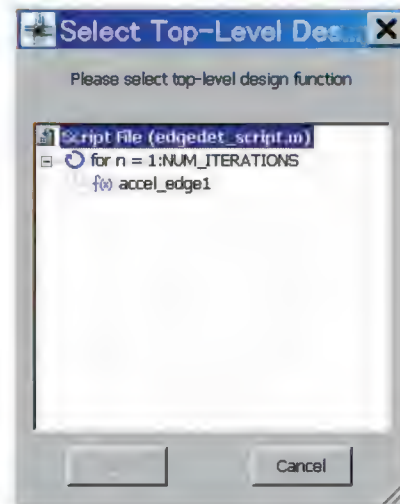 Select Top-Level Des...
Please select top-level design function
Script File (edgedet_script.m)
for n = 1:NUM_ITERATIONS
f(x) accel_edge1
Cancel